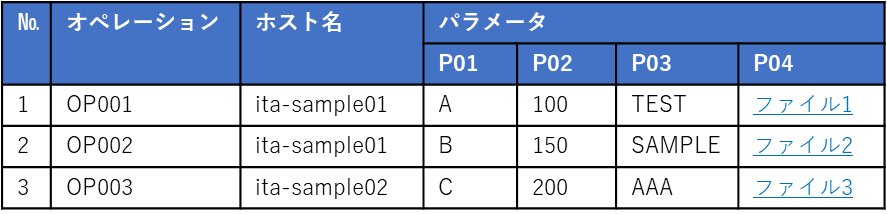 № オペレーション ホスト名 パラメータ
P01 P02 P03 P04
1 OP001 ita-sample01 A 100 TEST ファイル1
2 OP002 ita-sample01 B 150 SAMPLE ファイル2
3 OP003 ita-sample02 C 200 AAA ファイル3